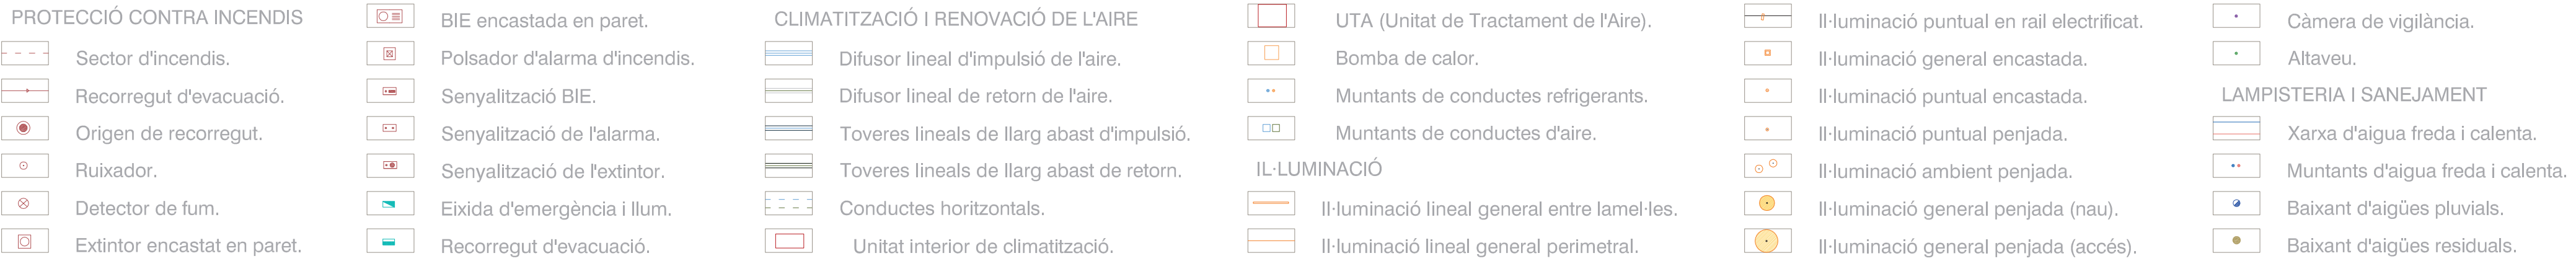 PROTECCIÓ CONTRA INCENDIS
Sector d'incendis.
Recorregut d'evacuació.
Origen de recorregut.
Ruixador.
Detector de fum.
Extintor encastat en paret.
BIE encastada en paret.
Polsador d'alarma d'incendis.
Senyalització BIE.
Senyalització de l'alarma.
Senyalització de l'extintor.
Eixida d'emergència i llum.
Recorregut d'evacuació.
CLIMATITZACIÓ I RENOVACIÓ DE L'AIRE
Difusor lineal d'impulsió de l'aire.
Difusor lineal de retorn de l'aire.
Toveres lineals de llarg abast d'impulsió.
Toveres lineals de llarg abast de retorn.
Conductes horitzontals.
Unitat interior de climatització.
UTA (Unitat de Tractament de l'Aire).
Bomba de calor.
Muntants de conductes refrigerants.
Muntants de conductes d'aire.
IL·LUMINACIÓ
Il·luminació lineal general entre lamel·les.
Il·luminació lineal general perimetral.
Il·luminació puntual en rail electrificat.
Il·luminació general encastada.
Il·luminació puntual encastada.
Il·luminació puntual penjada.
Il·luminació ambient penjada.
Il·luminació general penjada (nau).
Il·luminació general penjada (accés).
Càmera de vigilància.
Altaveu.
LAMPISTERIA I SANEJAMENT
Xarxa d'aigua freda i calenta.
Muntants d'aigua freda i calenta.
Baixant d'aigües pluvials.
Baixant d'aigües residuals.